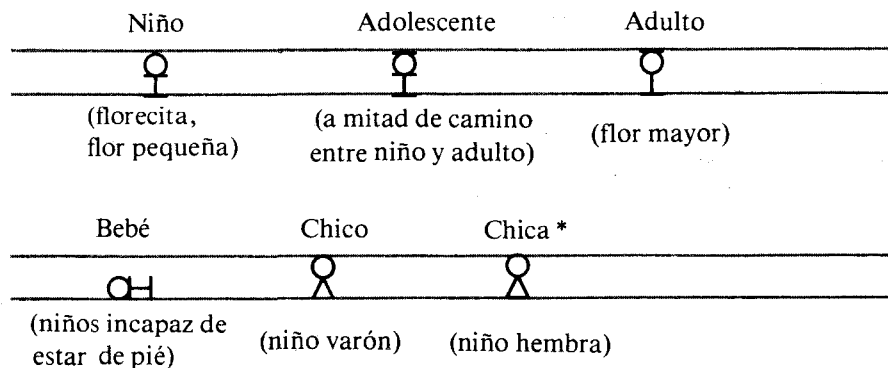 Niño Adolescente Adulto
(florecita,
flor pequeña)
(a mitad de camino
entre niño y adulto)
(flor mayor)
Bebé Chico Chica *
(niños incapaz de
estar de pié)
(niño varón)
(niño hembra)